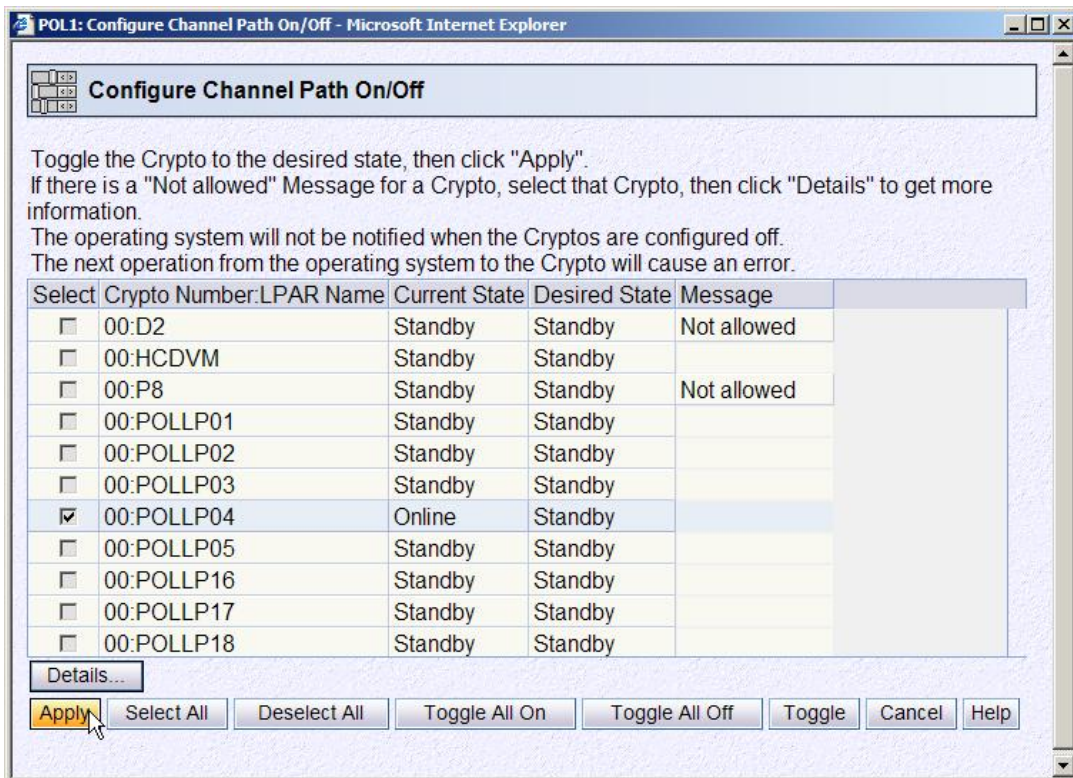 POL1: Configure Channel Path On/Off - Microsoft Internet Explorer
Configure Channel Path On/Off
Toggle the Crypto to the desired state, then click "Apply".
If there is a "Not allowed" Message for a Crypto, select that Crypto, then click "Details" to get more
information.
The operating system will not be notified when the Cryptos are configured off.
The next operation from the operating system to the Crypto will cause an error.
Select Crypto Number:LPAR Name Current State Desired State Message
00:D2 Standby Standby Not allowed
00:HCDVM Standby Standby
00:P8 Standby Standby Not allowed
00:POLLP01 Standby Standby
00:POLLP02 Standby Standby
00:POLLP03 Standby Standby
00:POLLP04 Online Standby
00:POLLP05 Standby Standby
00:POLLP16 Standby Standby
00:POLLP17 Standby Standby
00:POLLP18 Standby Standby
Details...
Apply Select All Deselect All Toggle All On Toggle All Off Toggle Cancel Help